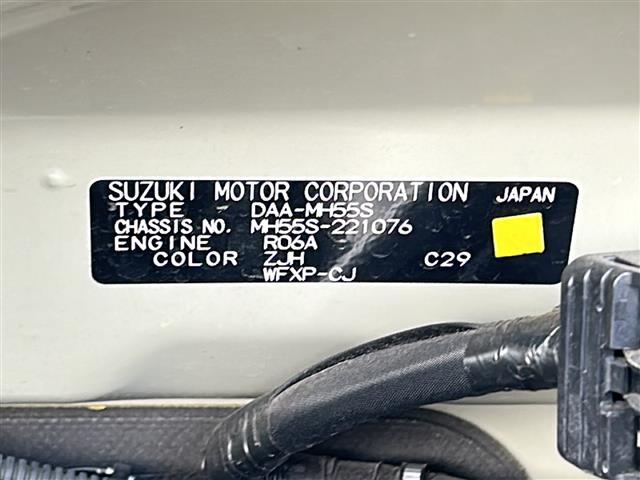 SUZUKI MOTOR CORPORATION JAPAN
TYPE DAA-MH55S
CHASSIS NO. MH55S-221076
ENGINE R06A
COLOR ZJH C29
WFXP-CJ